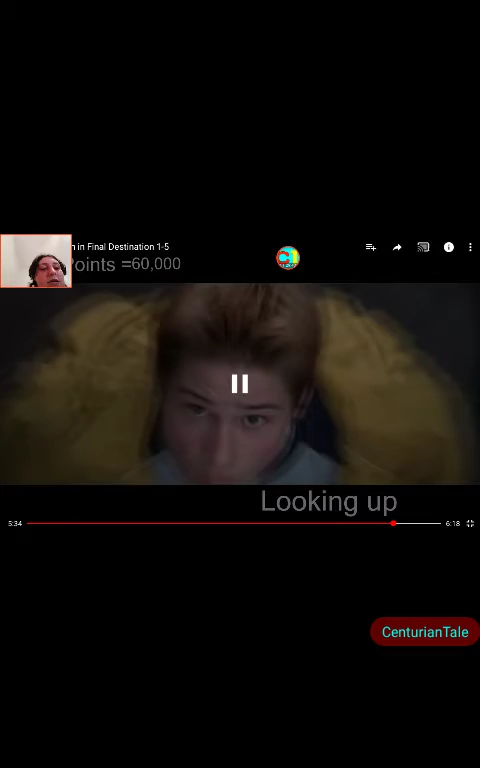 n in Final Destination 1-5
Points =60,000
Looking up
5:34
6:18
CenturianTale